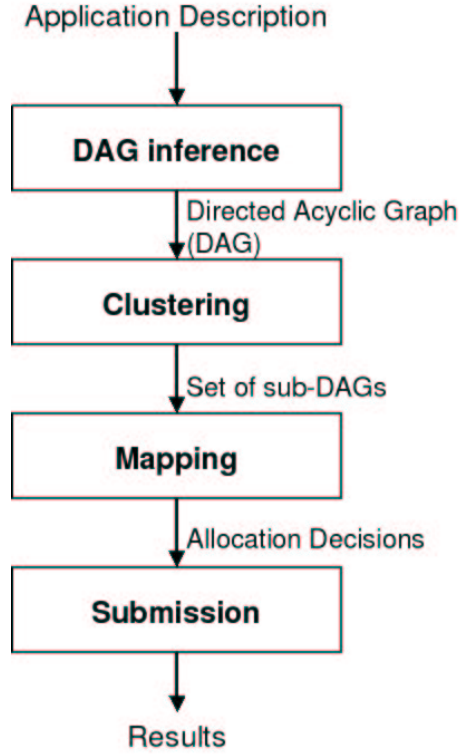 Application Description
DAG inference
Directed Acyclic Graph
(DAG)
Clustering
Set of sub-DAGs
Mapping
Allocation Decisions
Submission
Results